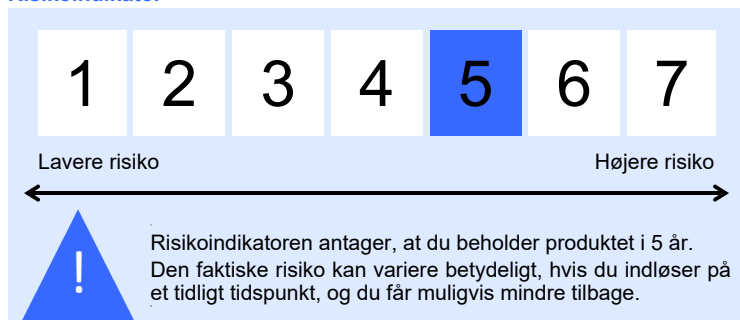 Risikoindikator
1 2 3 4 5 6 7
Lavere risiko Højere risiko
!
Risikoindikatoren antager, at du beholder produktet i 5 år.
Den faktiske risiko kan variere betydeligt, hvis du indløser på
et tidligt tidspunkt, og du får muligvis mindre tilbage.